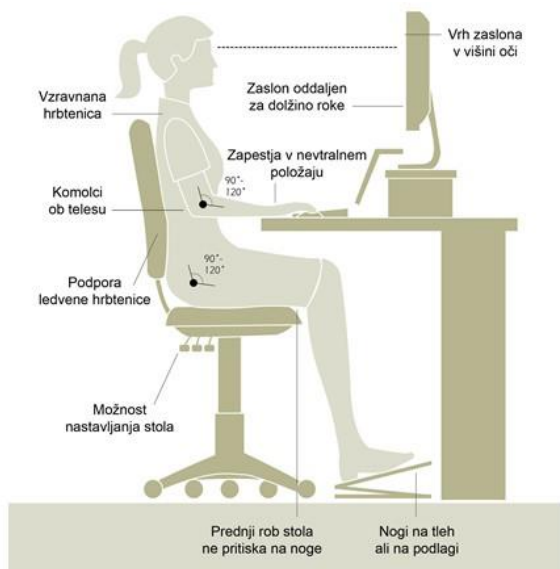 Vrh zaslona
v višini oči
Zaslon oddaljen
za dolžino roke
Vzravnana
hrbtenica
Zapestja v nevtralnem
položaju
90˚-
120˚
Komolci
ob telesu
90˚-
120˚
Podpora
ledvene hrbtenice
Možnost
nastavljanja stola
Prednji rob stola
ne pritiska na noge
Nogi na tleh
ali na podlagi